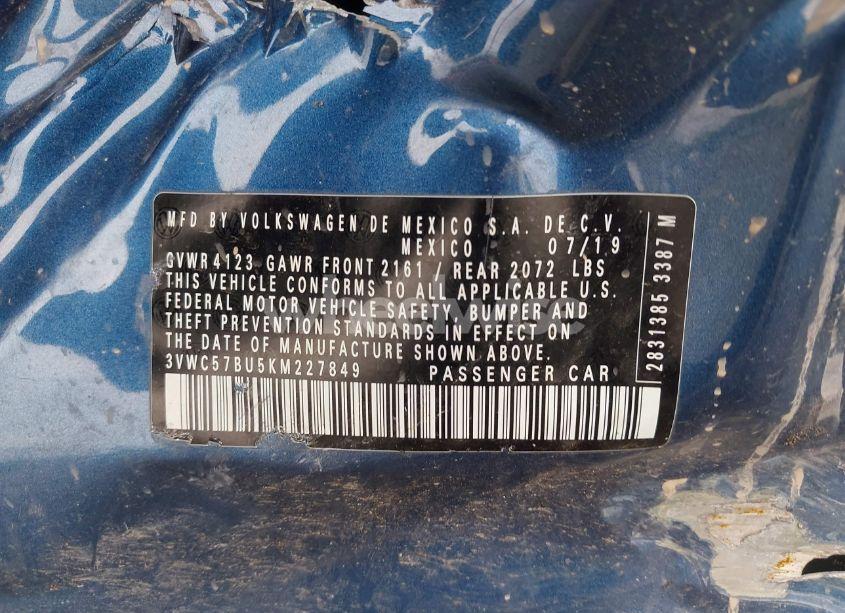 MFD BY VOLKSWAGEN DE MEXICO S.A. DE C.V.
MEXICO 07/19
GVWR 4123 GAWR FRONT 2161 / REAR 2072 LBS
THIS VEHICLE CONFORMS TO ALL APPLICABLE U.S.
FEDERAL MOTOR VEHICLE SAFETY, BUMPER AND
THEFT PREVENTION STANDARDS IN EFFECT ON
THE DATE OF MANUFACTURE SHOWN ABOVE.
3VWC57BU5KM227849 PASSENGER CAR
2831385 3387 M